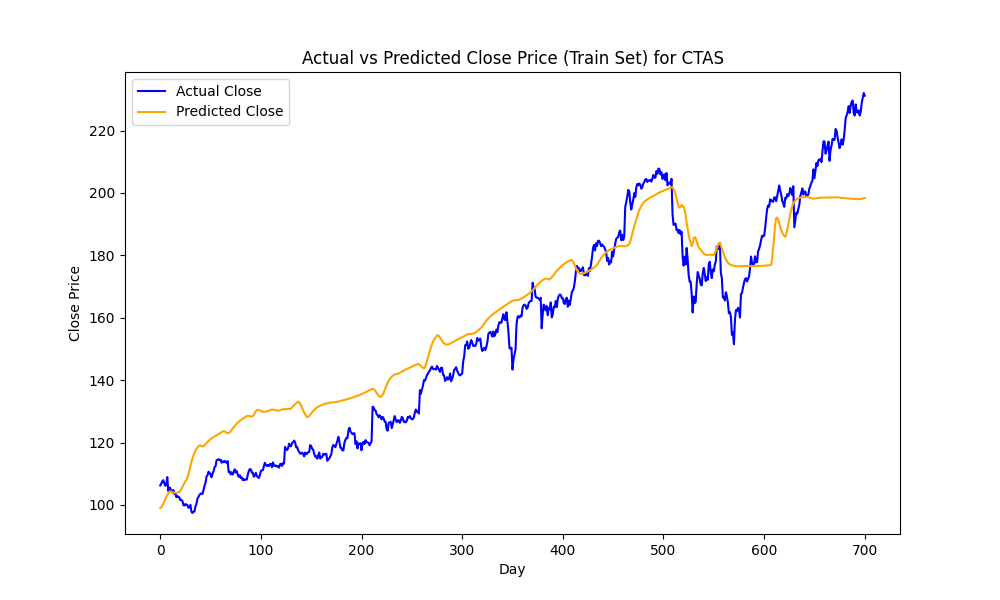 Actual vs Predicted Close Price (Train Set) for CTAS
Actual Close
Predicted Close
Close Price
220
200
180
160
140
120
100
0 100 200 300 400 500 600 700
Day